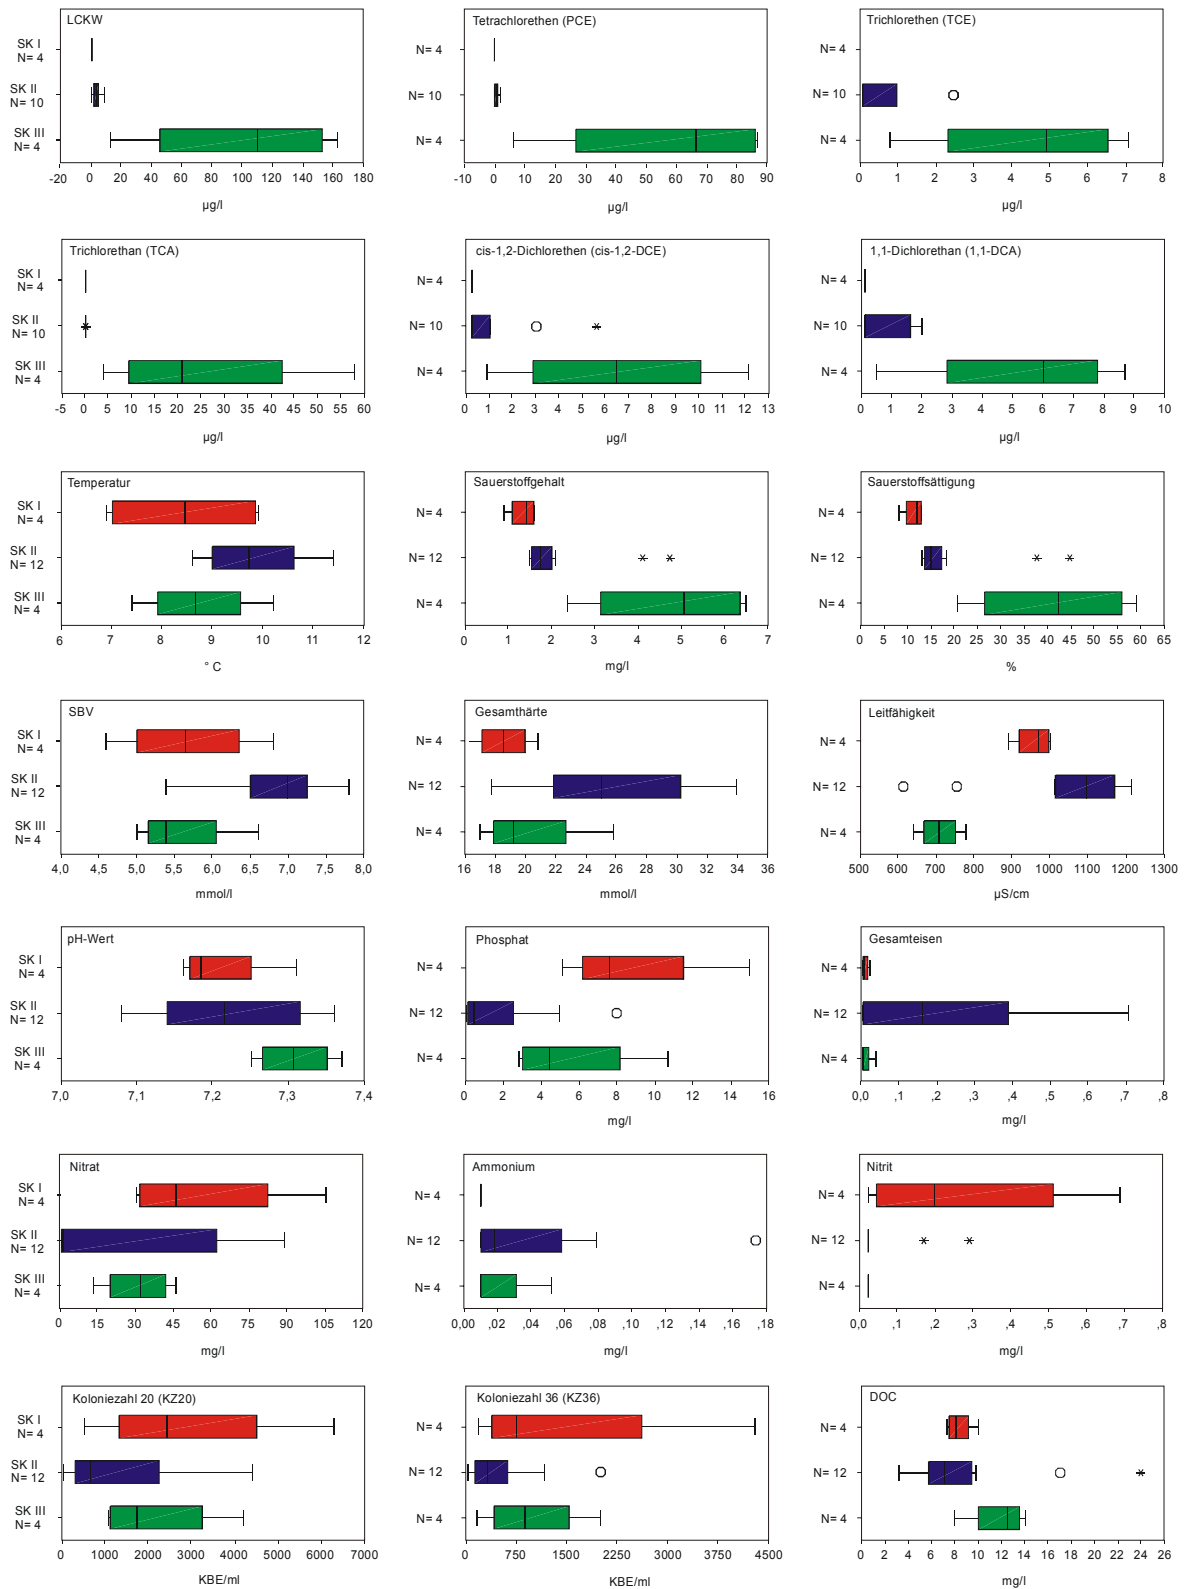 LCKW
SK I
N= 4
SK II
N= 10
SK III
N= 4
-20 0 20 40 60 80 100 120 140 160 180
µg/l
Tetrachlorethen (PCE)
N= 4
N= 10
N= 4
-10 0 10 20 30 40 50 60 70 80 90
µg/l
Trichlorethen (TCE)
N= 4
N= 10
N= 4
0 1 2 3 4 5 6 7 8
µg/l
Trichlorethan (TCA)
SK I
N= 4
SK II
N= 10
SK III
N= 4
-5 0 5 10 15 20 25 30 35 40 45 50 55 60
µg/l
cis-1,2-Dichlorethen (cis-1,2-DCE)
N= 4
N= 10
N= 4
0 1 2 3 4 5 6 7 8 9 10 11 12 13
µg/l
1,1-Dichlorethan (1,1-DCA)
N= 4
N= 10
N= 4
0 1 2 3 4 5 6 7 8 9 10
µg/l
Temperatur
SK I
N= 4
SK II
N= 12
SK III
N= 4
6 7 8 9 10 11 12
° C
Sauerstoffgehalt
N= 4
N= 12
N= 4
0 1 2 3 4 5 6 7
mg/l
Sauerstoffsättigung
N= 4
N= 12
N= 4
0 5 10 15 20 25 30 35 40 45 50 55 60 65
%
SBV
SK I
N= 4
SK II
N= 12
SK III
N= 4
4,0 4,5 5,0 5,5 6,0 6,5 7,0 7,5 8,0
mmol/l
Gesamthärte
N= 4
N= 12
N= 4
16 18 20 22 24 26 28 30 32 34 36
mmol/l
Leitfähigkeit
N= 4
N= 12
N= 4
500 600 700 800 900 1000 1100 1200 1300
µS/cm
pH-Wert
SK I
N= 4
SK II
N= 12
SK III
N= 4
7,0 7,1 7,2 7,3 7,4
Phosphat
N= 4
N= 12
N= 4
0 2 4 6 8 10 12 14 16
mg/l
Gesamteisen
N= 4
N= 12
N= 4
0,0 ,1 ,2 ,3 ,4 ,5 ,6 ,7 ,8
mg/l
Nitrat
SK I
N= 4
SK II
N= 12
SK III
N= 4
0 15 30 45 60 75 90 105 120
mg/l
Ammonium
N= 4
N= 12
N= 4
0,00 ,02 ,04 ,06 ,08 ,10 ,12 ,14 ,16 ,18
mg/l
Nitrit
N= 4
N= 12
N= 4
0,0 ,1 ,2 ,3 ,4 ,5 ,6 ,7 ,8
mg/l
Koloniezahl 20 (KZ20)
SK I
N= 4
SK II
N= 12
SK III
N= 4
0 1000 2000 3000 4000 5000 6000 7000
KBE/ml
Koloniezahl 36 (KZ36)
N= 4
N= 12
N= 4
0 750 1500 2250 3000 3750 4500
KBE/ml
DOC
N= 4
N= 12
N= 4
0 2 4 6 8 10 12 14 16 18 20 22 24 26
mg/l